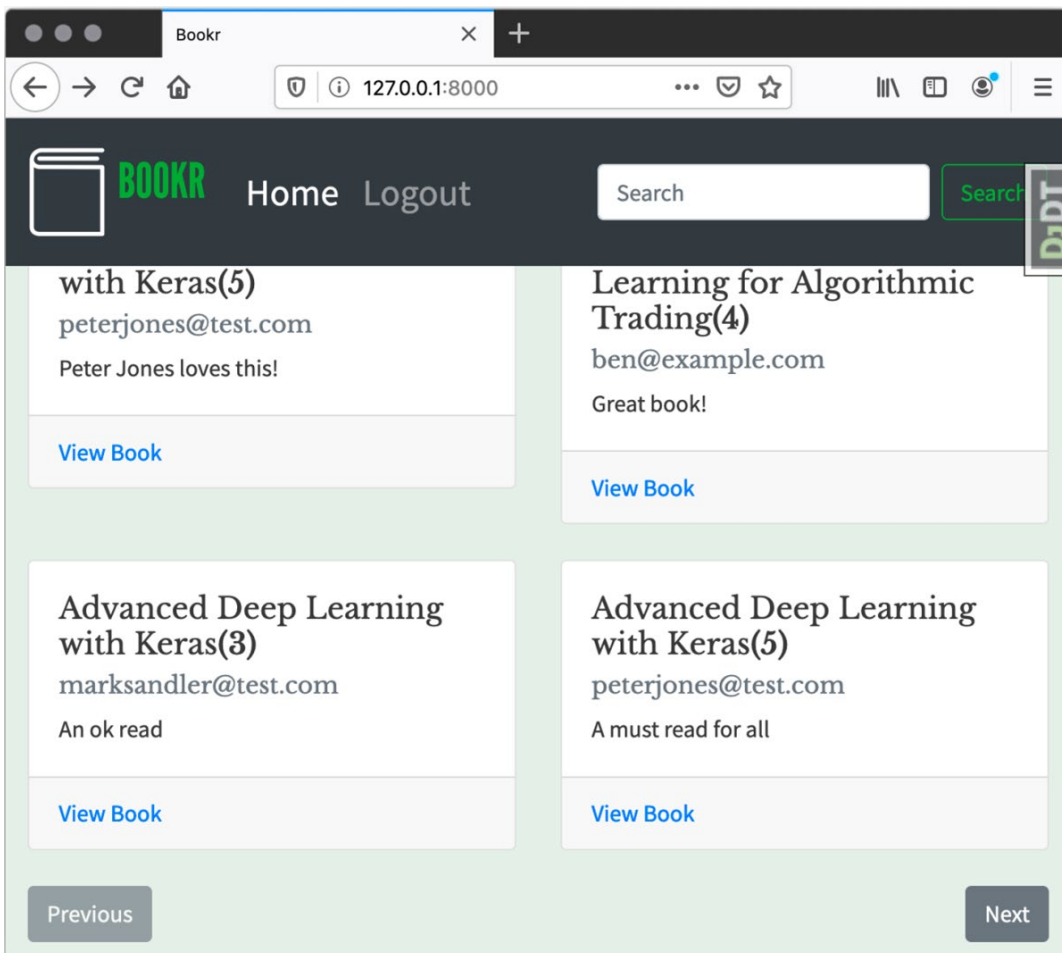 Bookr
127.0.0.1:8000
BOOKR
Home Logout
Search
Search
DjDT
with Keras(5)
peterjones@test.com
Peter Jones loves this!
View Book
Learning for Algorithmic
Trading(4)
ben@example.com
Great book!
View Book
Advanced Deep Learning
with Keras(3)
marksandler@test.com
An ok read
View Book
Advanced Deep Learning
with Keras(5)
peterjones@test.com
A must read for all
View Book
Previous
Next